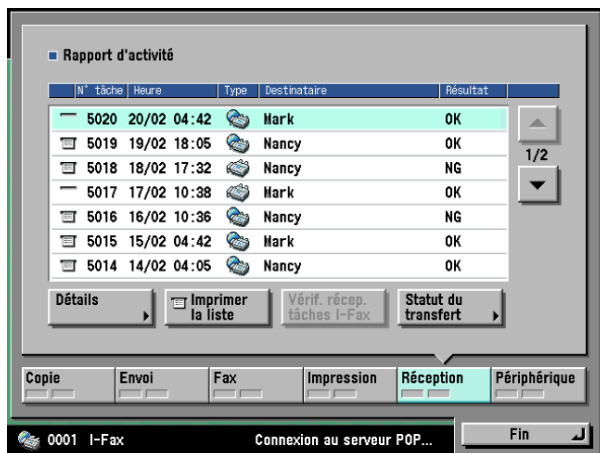 Rapport d'activité
N° tâche Heure Type Destinataire Résultat
5020 20/02 04:42 Mark OK
5019 19/02 18:05 Nancy OK
5018 18/02 17:32 Nancy NG
5017 17/02 10:38 Mark OK
5016 16/02 10:36 Nancy NG
5015 15/02 04:42 Mark OK
5014 14/02 04:05 Nancy OK
1/2
Détails
Imprimer
la liste
Vérif. récep.
tâches I-Fax
Statut du
transfert
Copie Envoi Fax Impression Réception Périphérique
0001 I-Fax Connexion au serveur POP... Fin